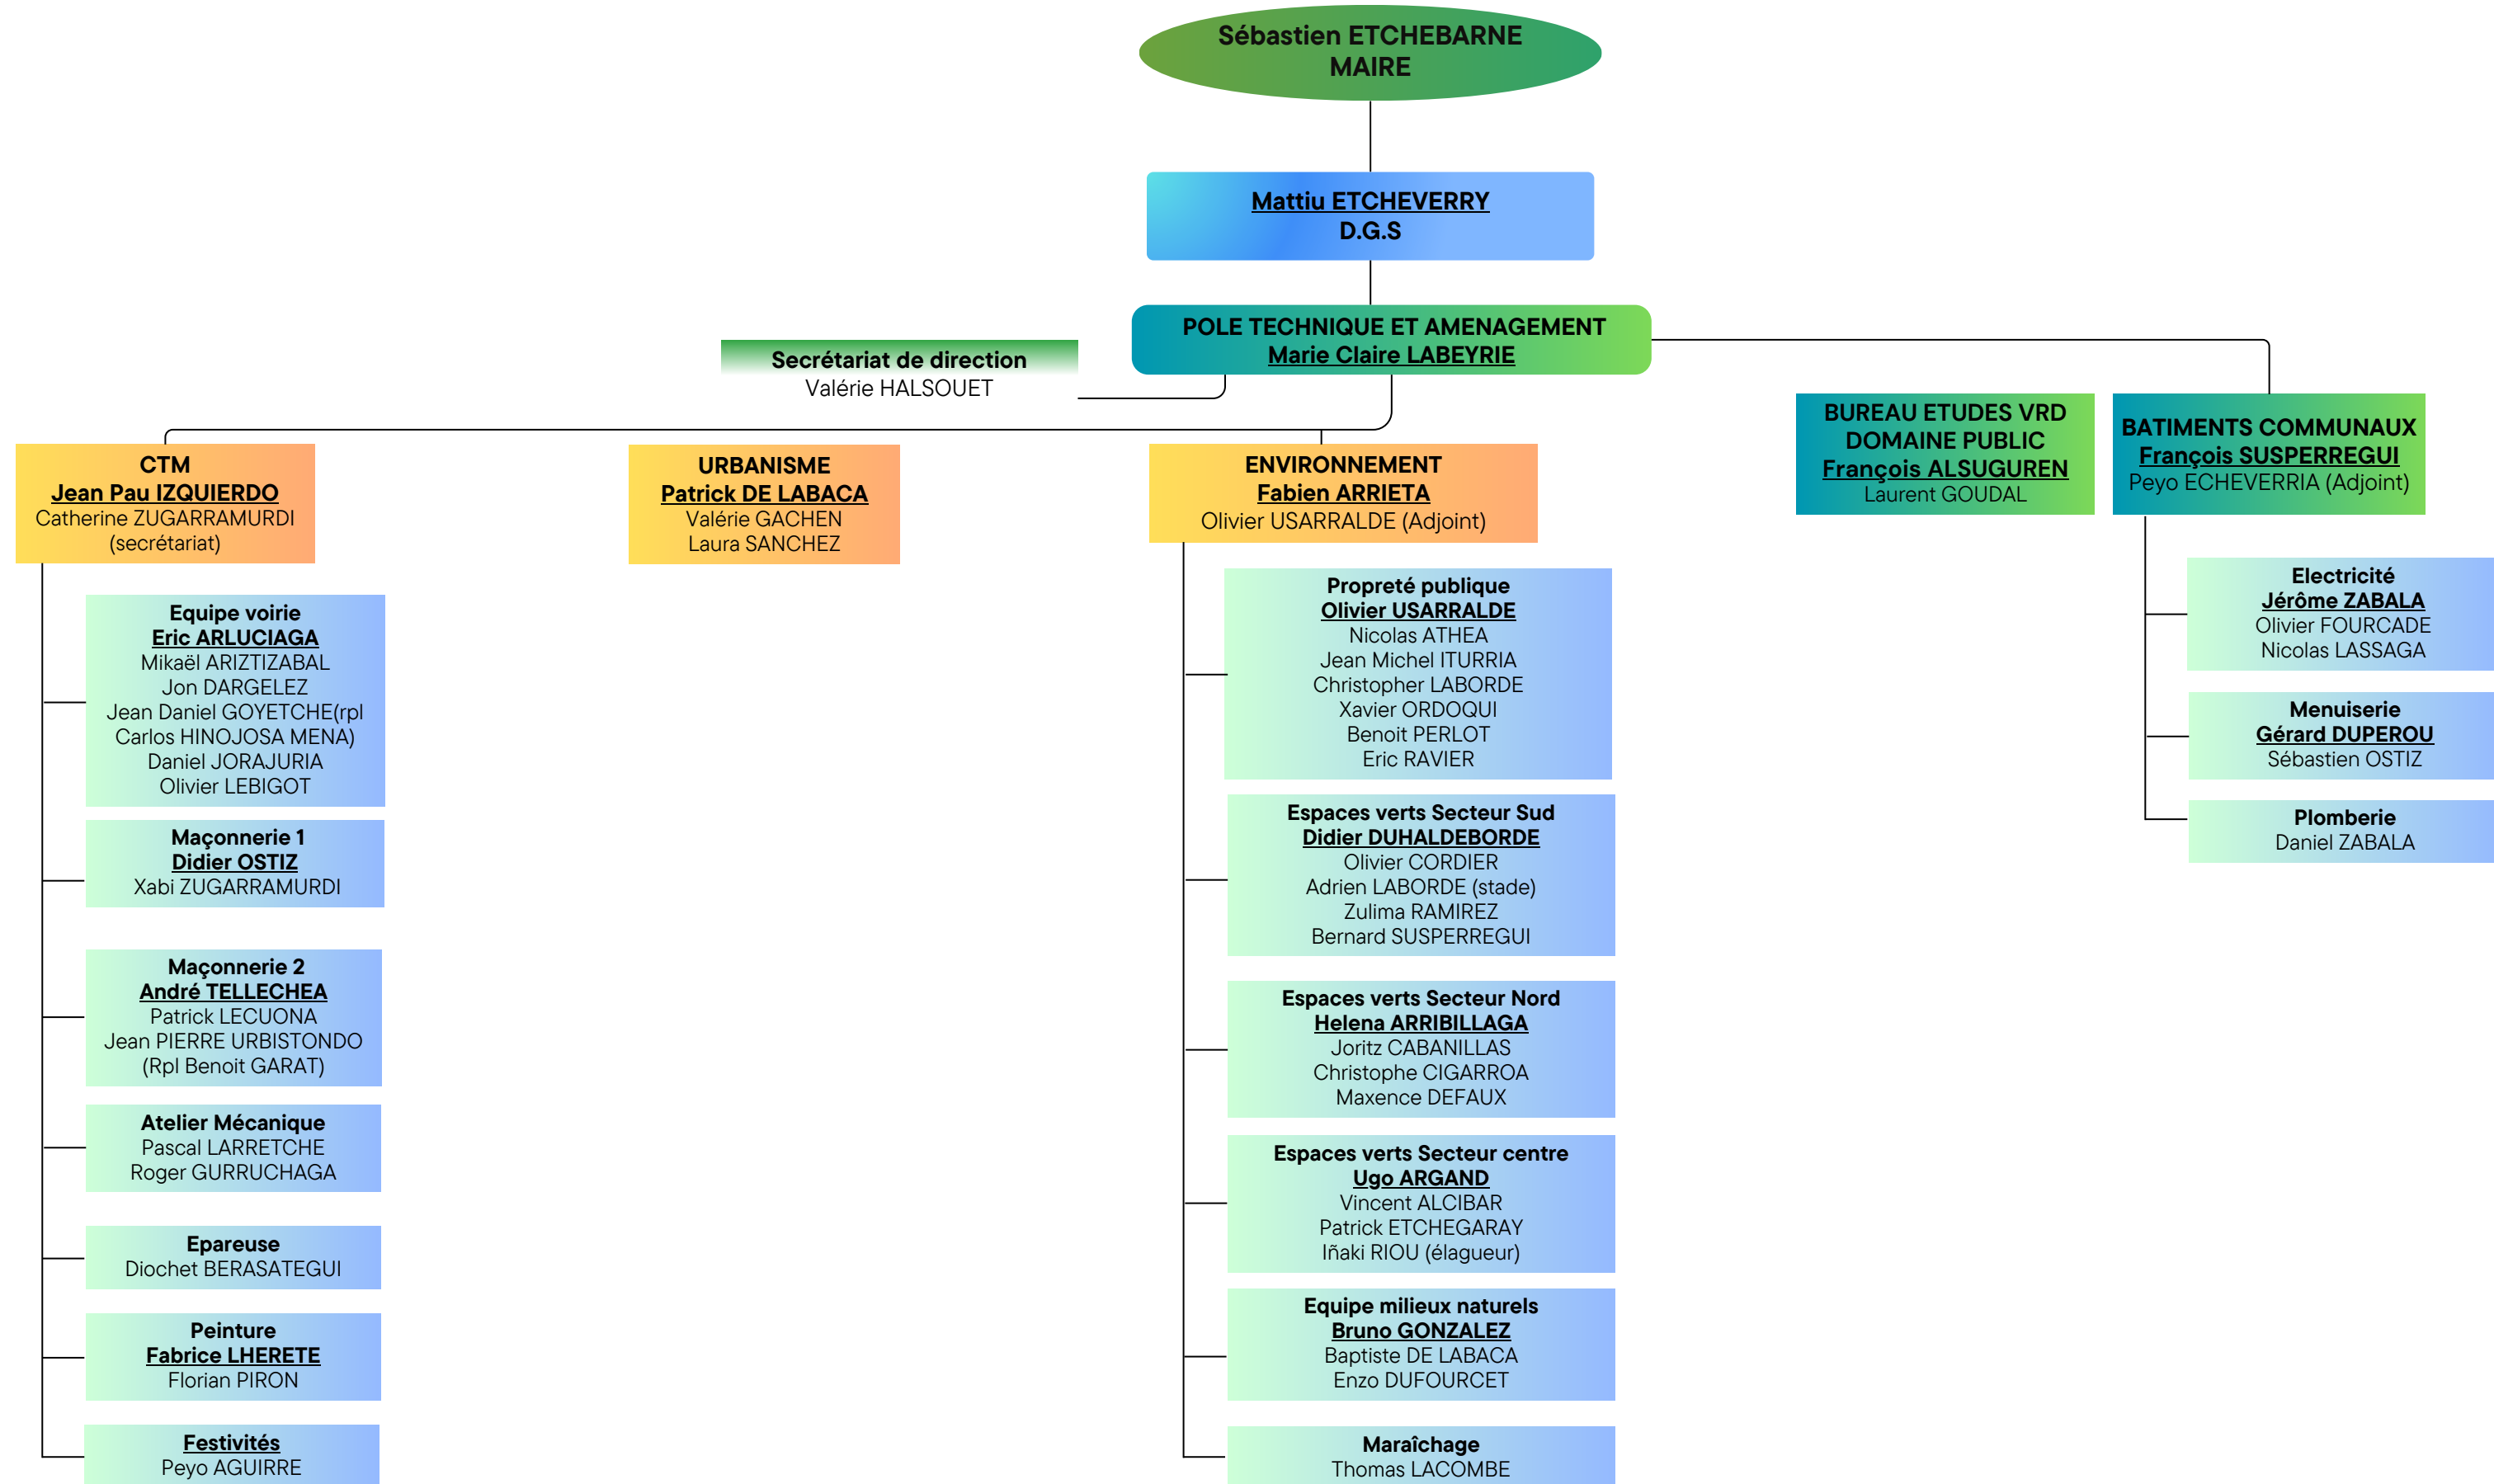 Sébastien ETCHEBARNE
MAIRE
Mattiu ETCHEVERRY
D.G.S
POLE TECHNIQUE ET AMENAGEMENT
Marie Claire LABEYRIE
Secrétariat de direction
Valérie HALSOUET
CTM
Jean Pau IZQUIERDO
Catherine ZUGARRAMURDI
(secrétariat)
Equipe voirie
Eric ARLUCIAGA
Mikaël ARIZTIZABAL
Jon DARGELEZ
Jean Daniel GOYETCHE(rpl
Carlos HINOJOSA MENA)
Daniel JORAJURIA
Olivier LEBIGOT
Maçonnerie 1
Didier OSTIZ
Xabi ZUGARRAMURDI
Maçonnerie 2
André TELLECHEA
Patrick LECUONA
Jean PIERRE URBISTONDO
(Rpl Benoit GARAT)
Atelier Mécanique
Pascal LARRETCHE
Roger GURRUCHAGA
Epareuse
Diochet BERASATEGUI
Peinture
Fabrice LHERETE
Florian PIRON
Festivités
Peyo AGUIRRE
URBANISME
Patrick DE LABACA
Valérie GACHEN
Laura SANCHEZ
ENVIRONNEMENT
Fabien ARRIETA
Olivier USARRALDE (Adjoint)
Propreté publique
Olivier USARRALDE
Nicolas ATHEA
Jean Michel ITURRIA
Christopher LABORDE
Xavier ORDOQUI
Benoit PERLOT
Eric RAVIER
Espaces verts Secteur Sud
Didier DUHALDEBORDE
Olivier CORDIER
Adrien LABORDE (stade)
Zulima RAMIREZ
Bernard SUSPERREGUI
Espaces verts Secteur Nord
Helena ARRIBILLAGA
Joritz CABANILLAS
Christophe CIGARROA
Maxence DEFAUX
Espaces verts Secteur centre
Ugo ARGAND
Vincent ALCIBAR
Patrick ETCHEGARAY
Iñaki RIOU (élagueur)
Equipe milieux naturels
Bruno GONZALEZ
Baptiste DE LABACA
Enzo DUFOURCET
Maraîchage
Thomas LACOMBE
BUREAU ETUDES VRD
DOMAINE PUBLIC
François ALSUGUREN
Laurent GOUDAL
BATIMENTS COMMUNAUX
François SUSPERREGUI
Peyo ECHEVERRIA (Adjoint)
Electricité
Jérôme ZABALA
Olivier FOURCADE
Nicolas LASSAGA
Menuiserie
Gérard DUPEROU
Sébastien OSTIZ
Plomberie
Daniel ZABALA